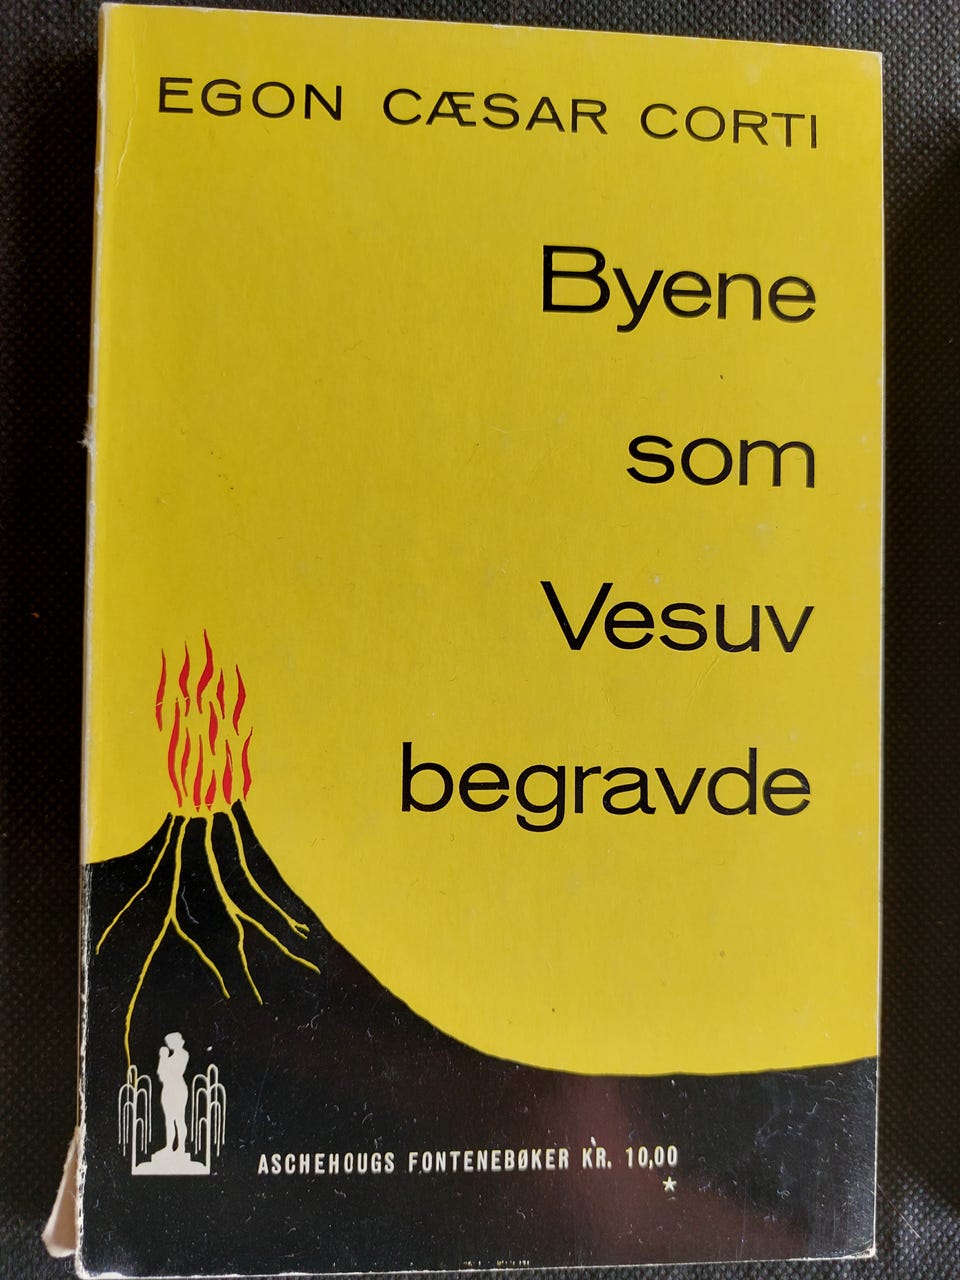 EGON CÆSAR CORTI
Byene
som
Vesuv
begravde
ASCHEHOUGS FONTENEBØKER KR. 10,00
*